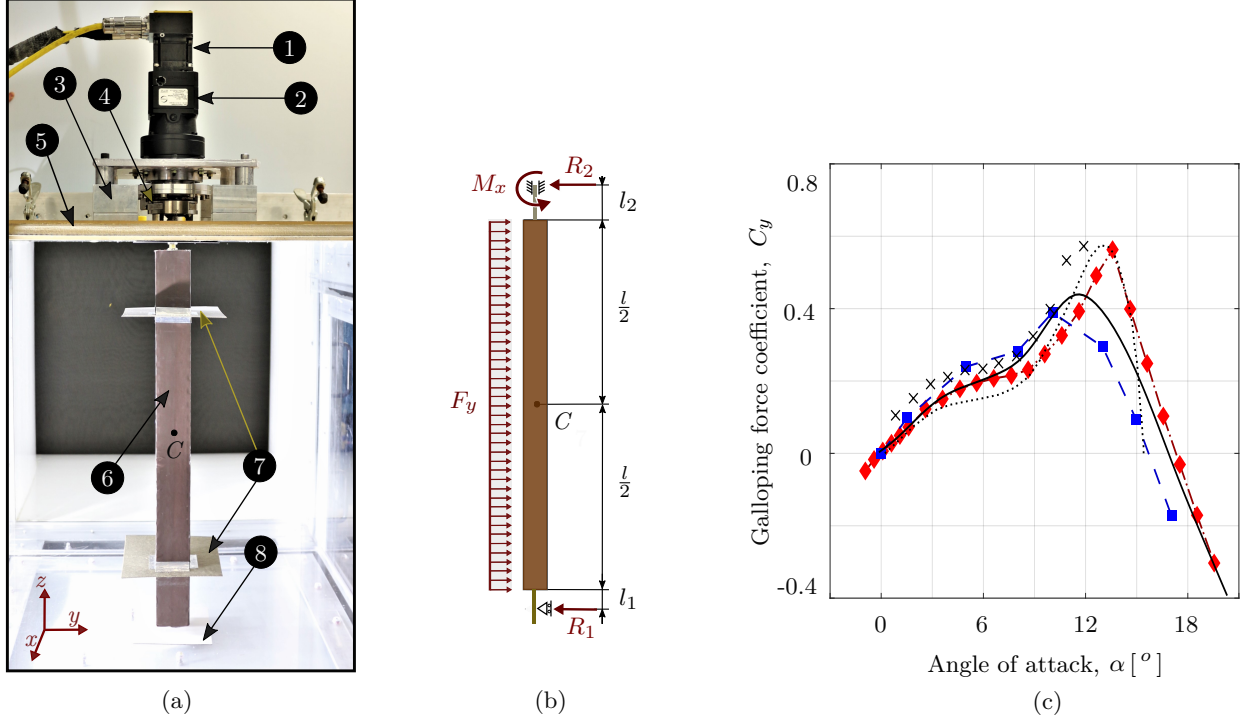 1
2
3
4
5
6
C
7
8
z
y
x
(a)
M_x
R_2
l_2
l/2
F_y
C
l/2
l_1
R_1
(b)
Galloping force coefficient, C_y
0.8
0.4
0
-0.4
0
6
12
18
Angle of attack, α [ ° ]
(c)